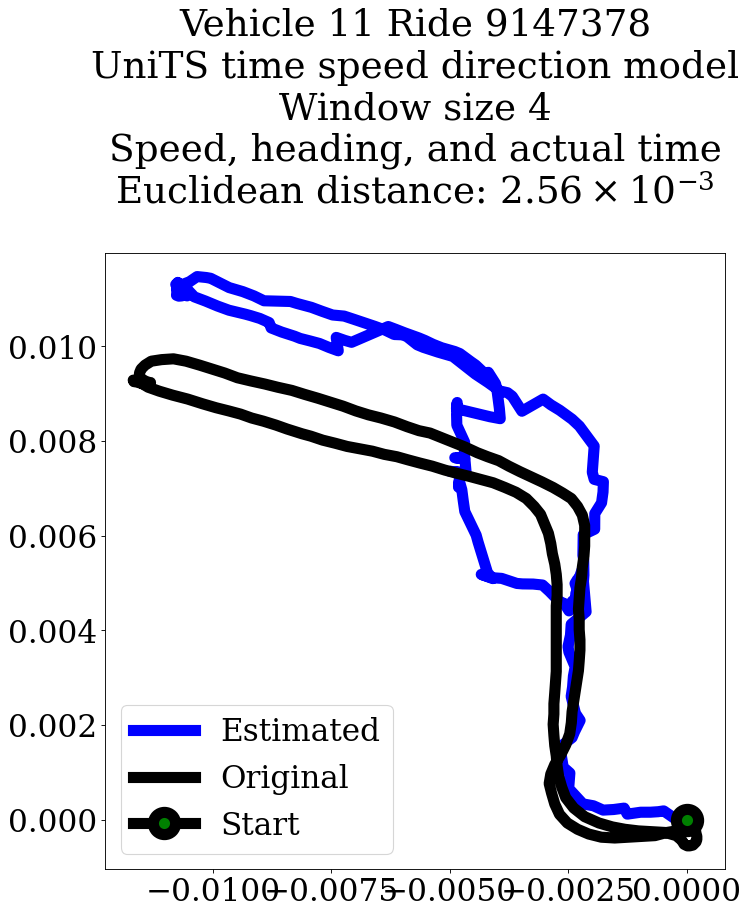 Vehicle 11 Ride 9147378
UniTS time speed direction model
Window size 4
Speed, heading, and actual time
Euclidean distance: 2.56 × 10⁻³
0.010
0.008
0.006
0.004
0.002
0.000
Estimated
Original
Start
−0.0100 −0.0075 −0.0050 −0.0025 0.0000